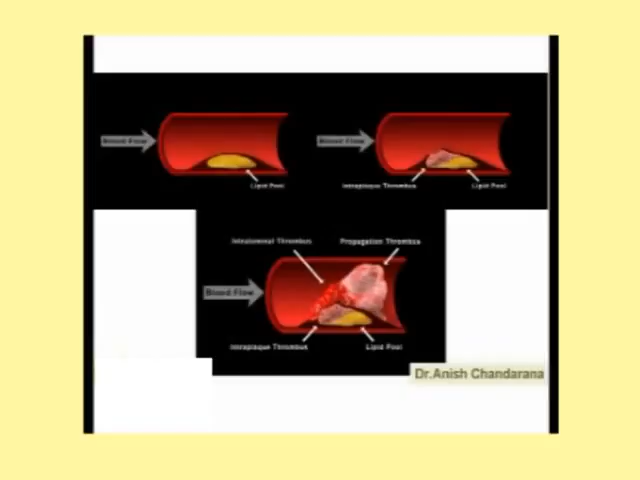 Blood Flow
Lipid Pool
Blood Flow
Intraplaque Thrombus
Lipid Pool
Intraluminal Thrombus
Propagation Thrombus
Blood Flow
Intraplaque Thrombus
Lipid Pool
Dr.Anish Chandarana